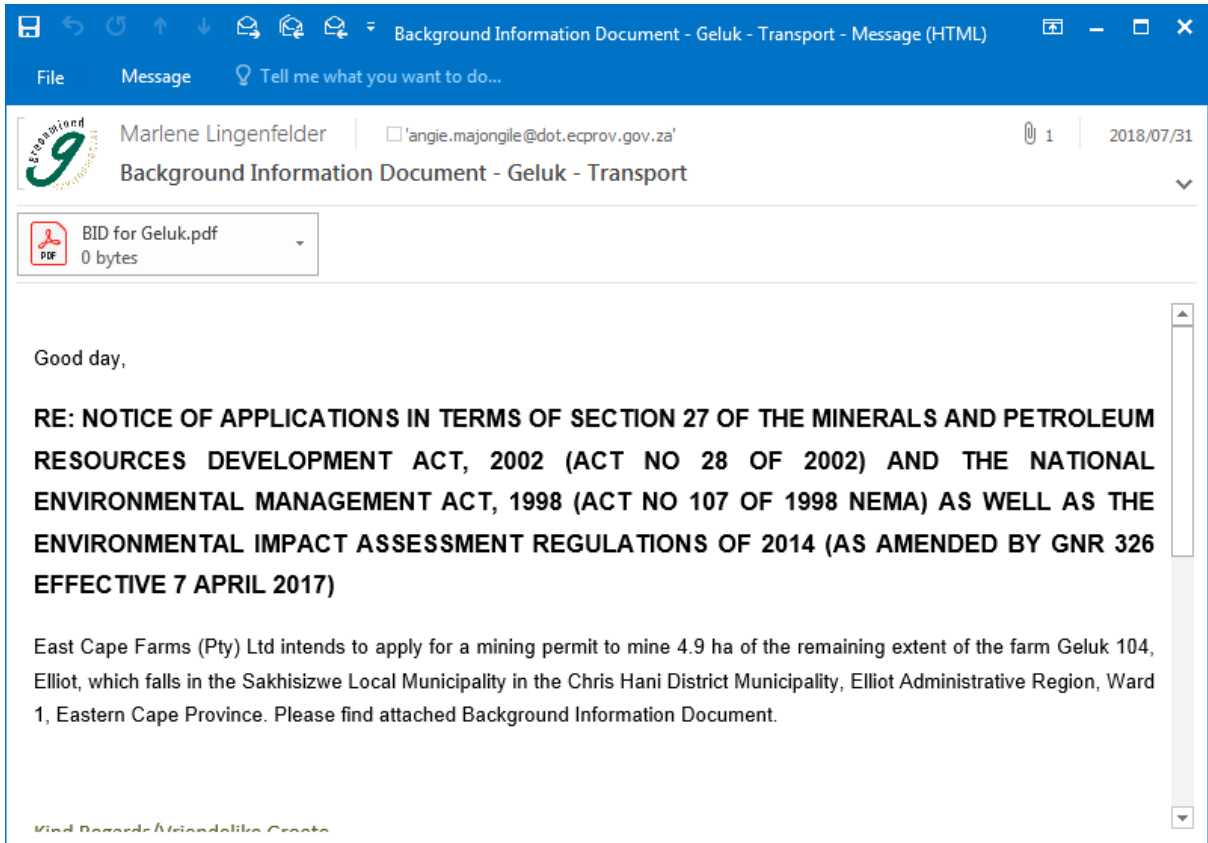 Background Information Document - Geluk - Transport - Message (HTML)
File Message Tell me what you want to do...
Marlene Lingenfelder 'angie.majongile@dot.ecprov.gov.za' 1 2018/07/31
Background Information Document - Geluk - Transport
BID for Geluk.pdf
PDF 0 bytes
Good day,
RE: NOTICE OF APPLICATIONS IN TERMS OF SECTION 27 OF THE MINERALS AND PETROLEUM
RESOURCES DEVELOPMENT ACT, 2002 (ACT NO 28 OF 2002) AND THE NATIONAL
ENVIRONMENTAL MANAGEMENT ACT, 1998 (ACT NO 107 OF 1998 NEMA) AS WELL AS THE
ENVIRONMENTAL IMPACT ASSESSMENT REGULATIONS OF 2014 (AS AMENDED BY GNR 326
EFFECTIVE 7 APRIL 2017)
East Cape Farms (Pty) Ltd intends to apply for a mining permit to mine 4.9 ha of the remaining extent of the farm Geluk 104,
Elliot, which falls in the Sakhisizwe Local Municipality in the Chris Hani District Municipality, Elliot Administrative Region, Ward
1, Eastern Cape Province. Please find attached Background Information Document.
Kind Regards/Vriendelike Groete